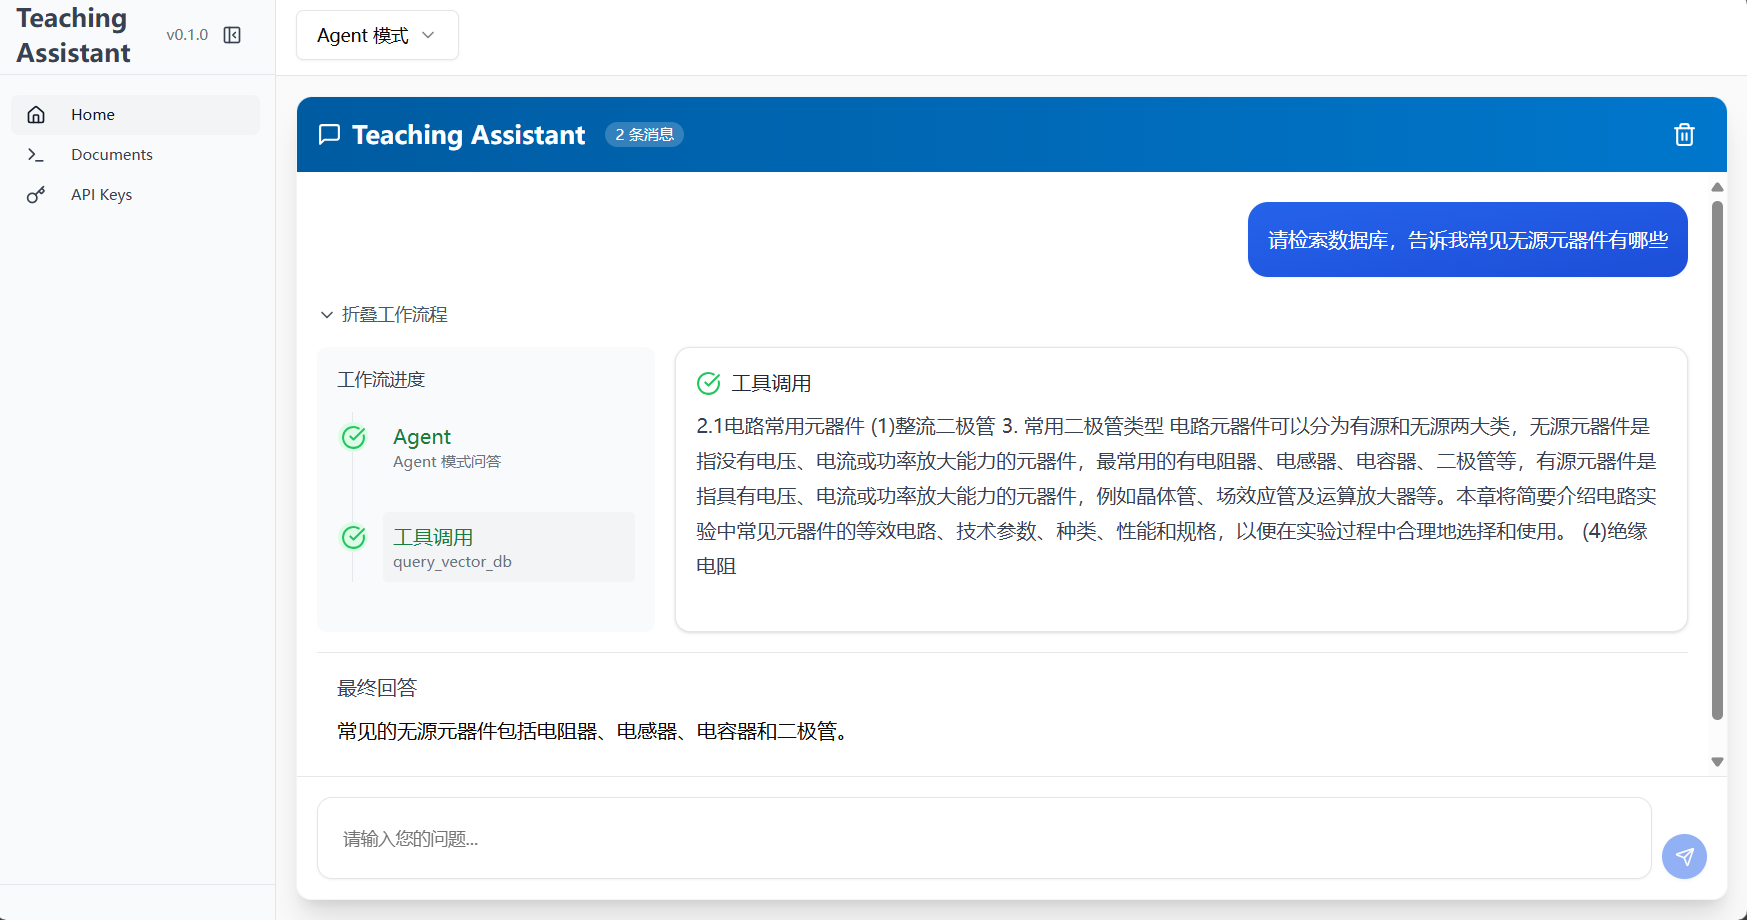 Teaching
Assistant
v0.1.0
Home
Documents
API Keys
Agent 模式
Teaching Assistant
2 条消息
请检索数据库，告诉我常见无源元器件有哪些
折叠工作流程
工作流进度
Agent
Agent 模式问答
工具调用
query_vector_db
工具调用
2.1电路常用元器件 (1)整流二极管 3. 常用二极管类型 电路元器件可以分为有源和无源两大类，无源元器件是
指没有电压、电流或功率放大能力的元器件，最常用的有电阻器、电感器、电容器、二极管等，有源元器件是
指具有电压、电流或功率放大能力的元器件，例如晶体管、场效应管及运算放大器等。本章将简要介绍电路实
验中常见元器件的等效电路、技术参数、种类、性能和规格，以便在实验过程中合理地选择和使用。 (4)绝缘
电阻
最终回答
常见的无源元器件包括电阻器、电感器、电容器和二极管。
请输入您的问题...